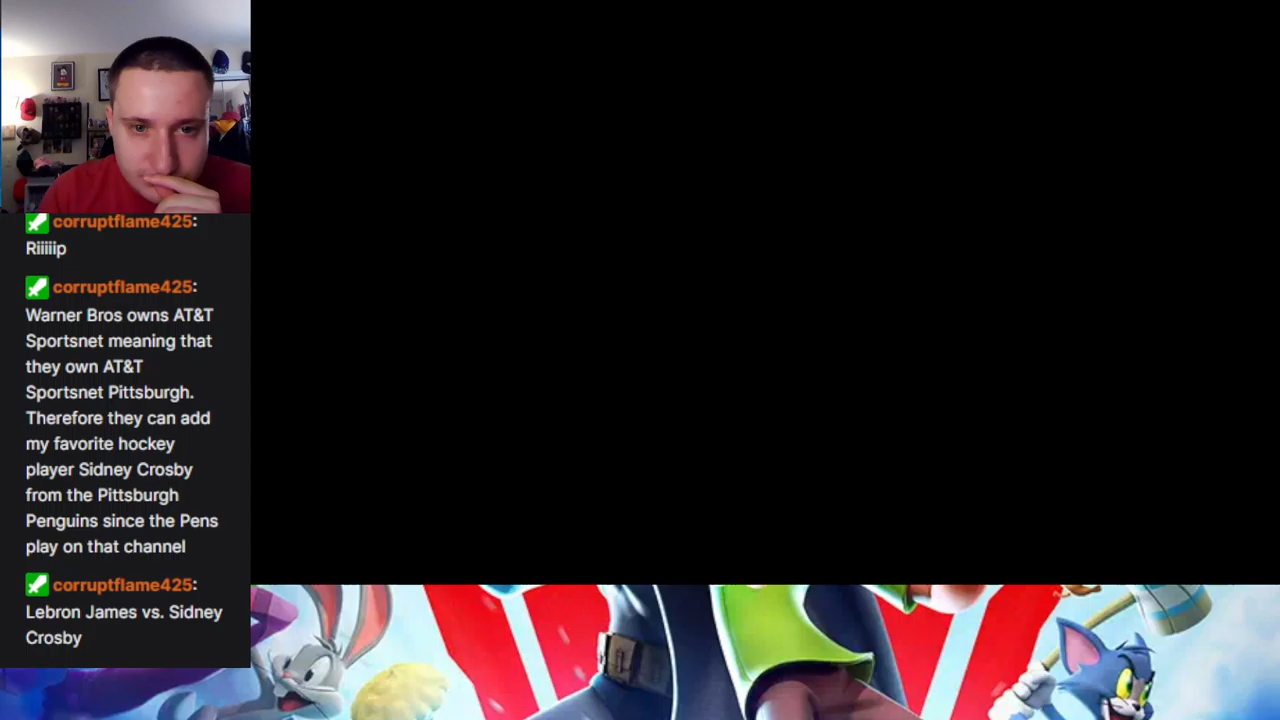 corruptflame425:
Riiiiip
corruptflame425:
Warner Bros owns AT&T
Sportsnet meaning that
they own AT&T
Sportsnet Pittsburgh.
Therefore they can add
my favorite hockey
player Sidney Crosby
from the Pittsburgh
Penguins since the Pens
play on that channel
corruptflame425:
Lebron James vs. Sidney
Crosby